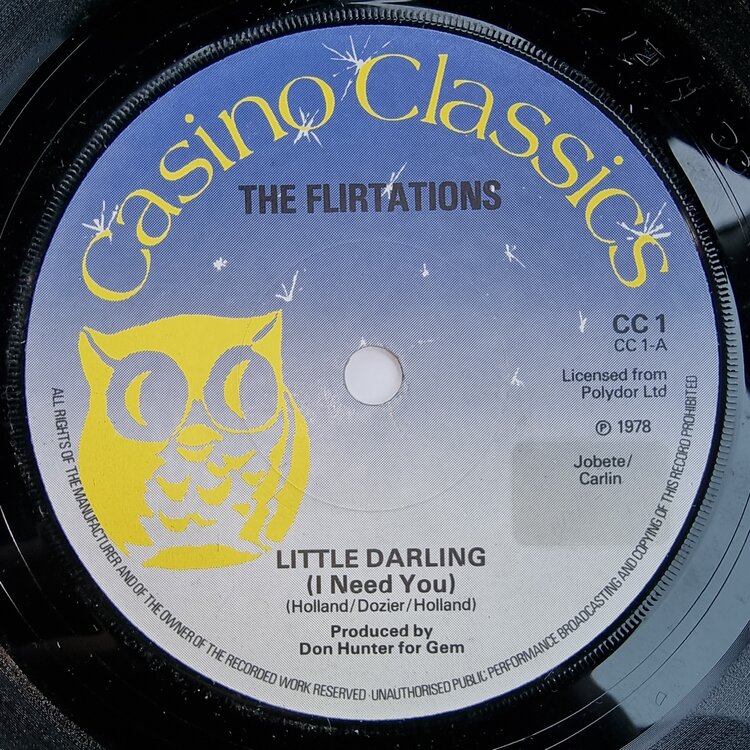 Casino Classics
THE FLIRTATIONS
CC 1
CC 1-A
Licensed from
Polydor Ltd
℗ 1978
Jobete/
Carlin
LITTLE DARLING
(I Need You)
(Holland/Dozier/Holland)
Produced by
Don Hunter for Gem
ALL RIGHTS OF THE MANUFACTURER AND OF THE OWNER OF THE RECORDED WORK RESERVED · UNAUTHORISED PUBLIC PERFORMANCE BROADCASTING AND COPYING OF THIS RECORD PROHIBITED